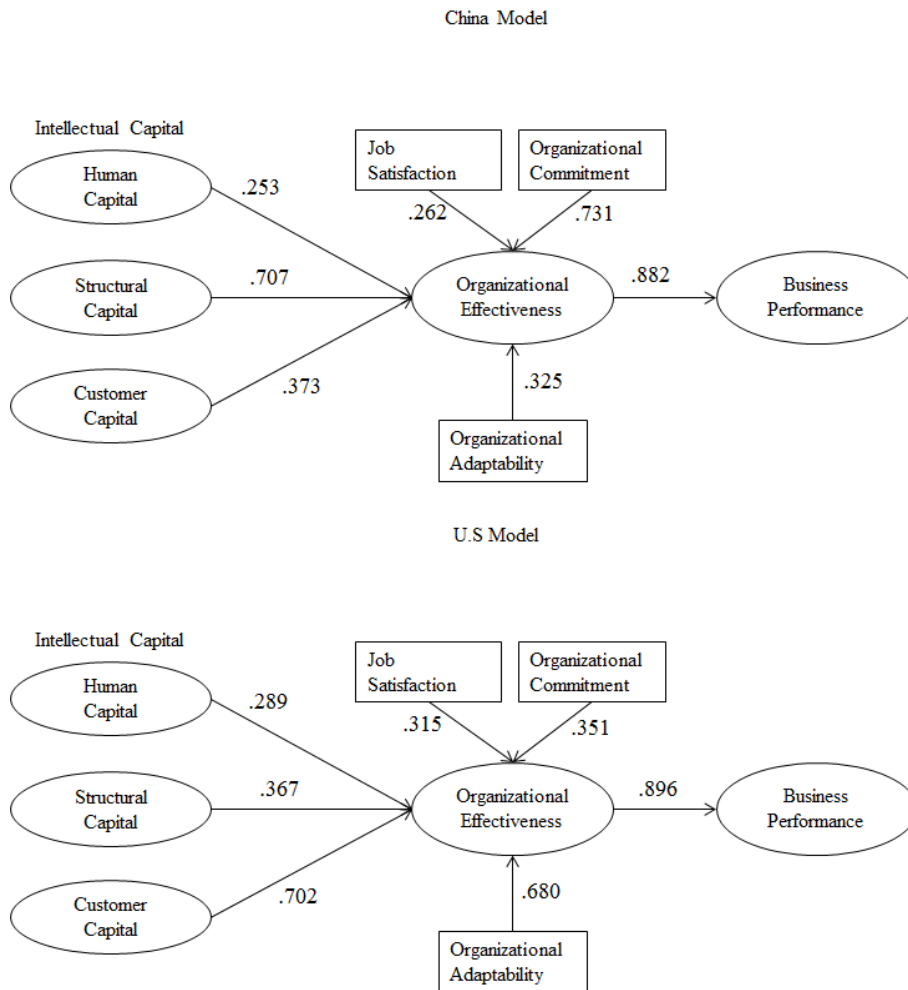 China Model
Intellectual Capital
Human
Capital
.253
Job
Satisfaction
.262
Organizational
Commitment
.731
Structural
Capital
.707
Organizational
Effectiveness
.882
Business
Performance
Customer
Capital
.373
.325
Organizational
Adaptability
U.S Model
Intellectual Capital
Human
Capital
.289
Job
Satisfaction
.315
Organizational
Commitment
.351
Structural
Capital
.367
Organizational
Effectiveness
.896
Business
Performance
Customer
Capital
.702
.680
Organizational
Adaptability